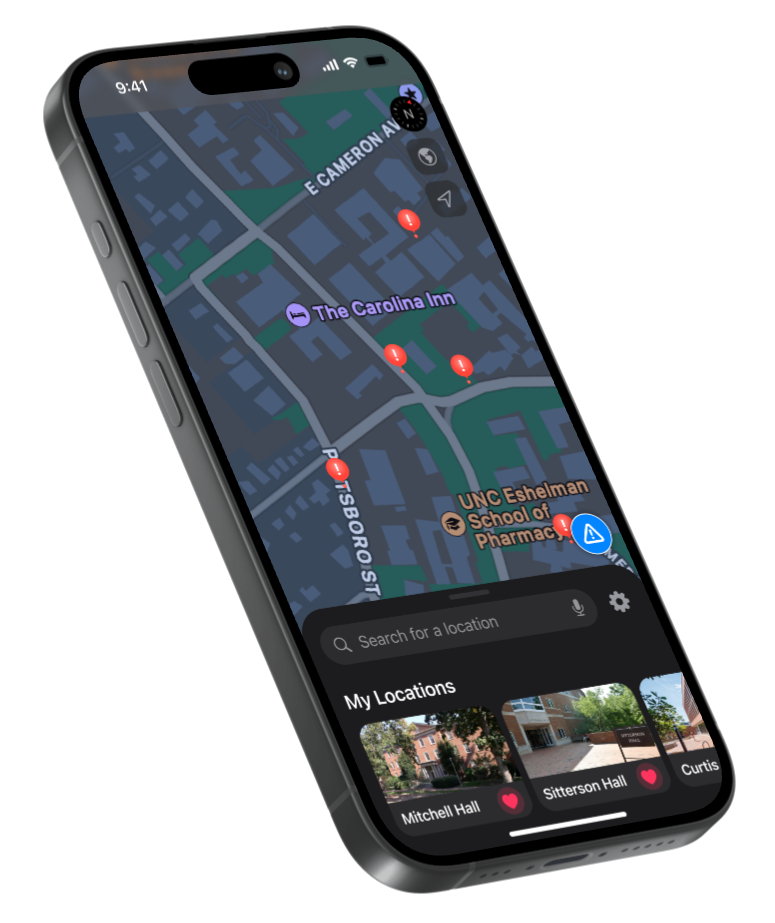 9:41
N
E CAMERON AV
The Carolina Inn
PITTSBORO ST
UNC Eshelman
School of
Pharmacy
Search for a location
My Locations
Mitchell Hall
Sitterson Hall
Curtis